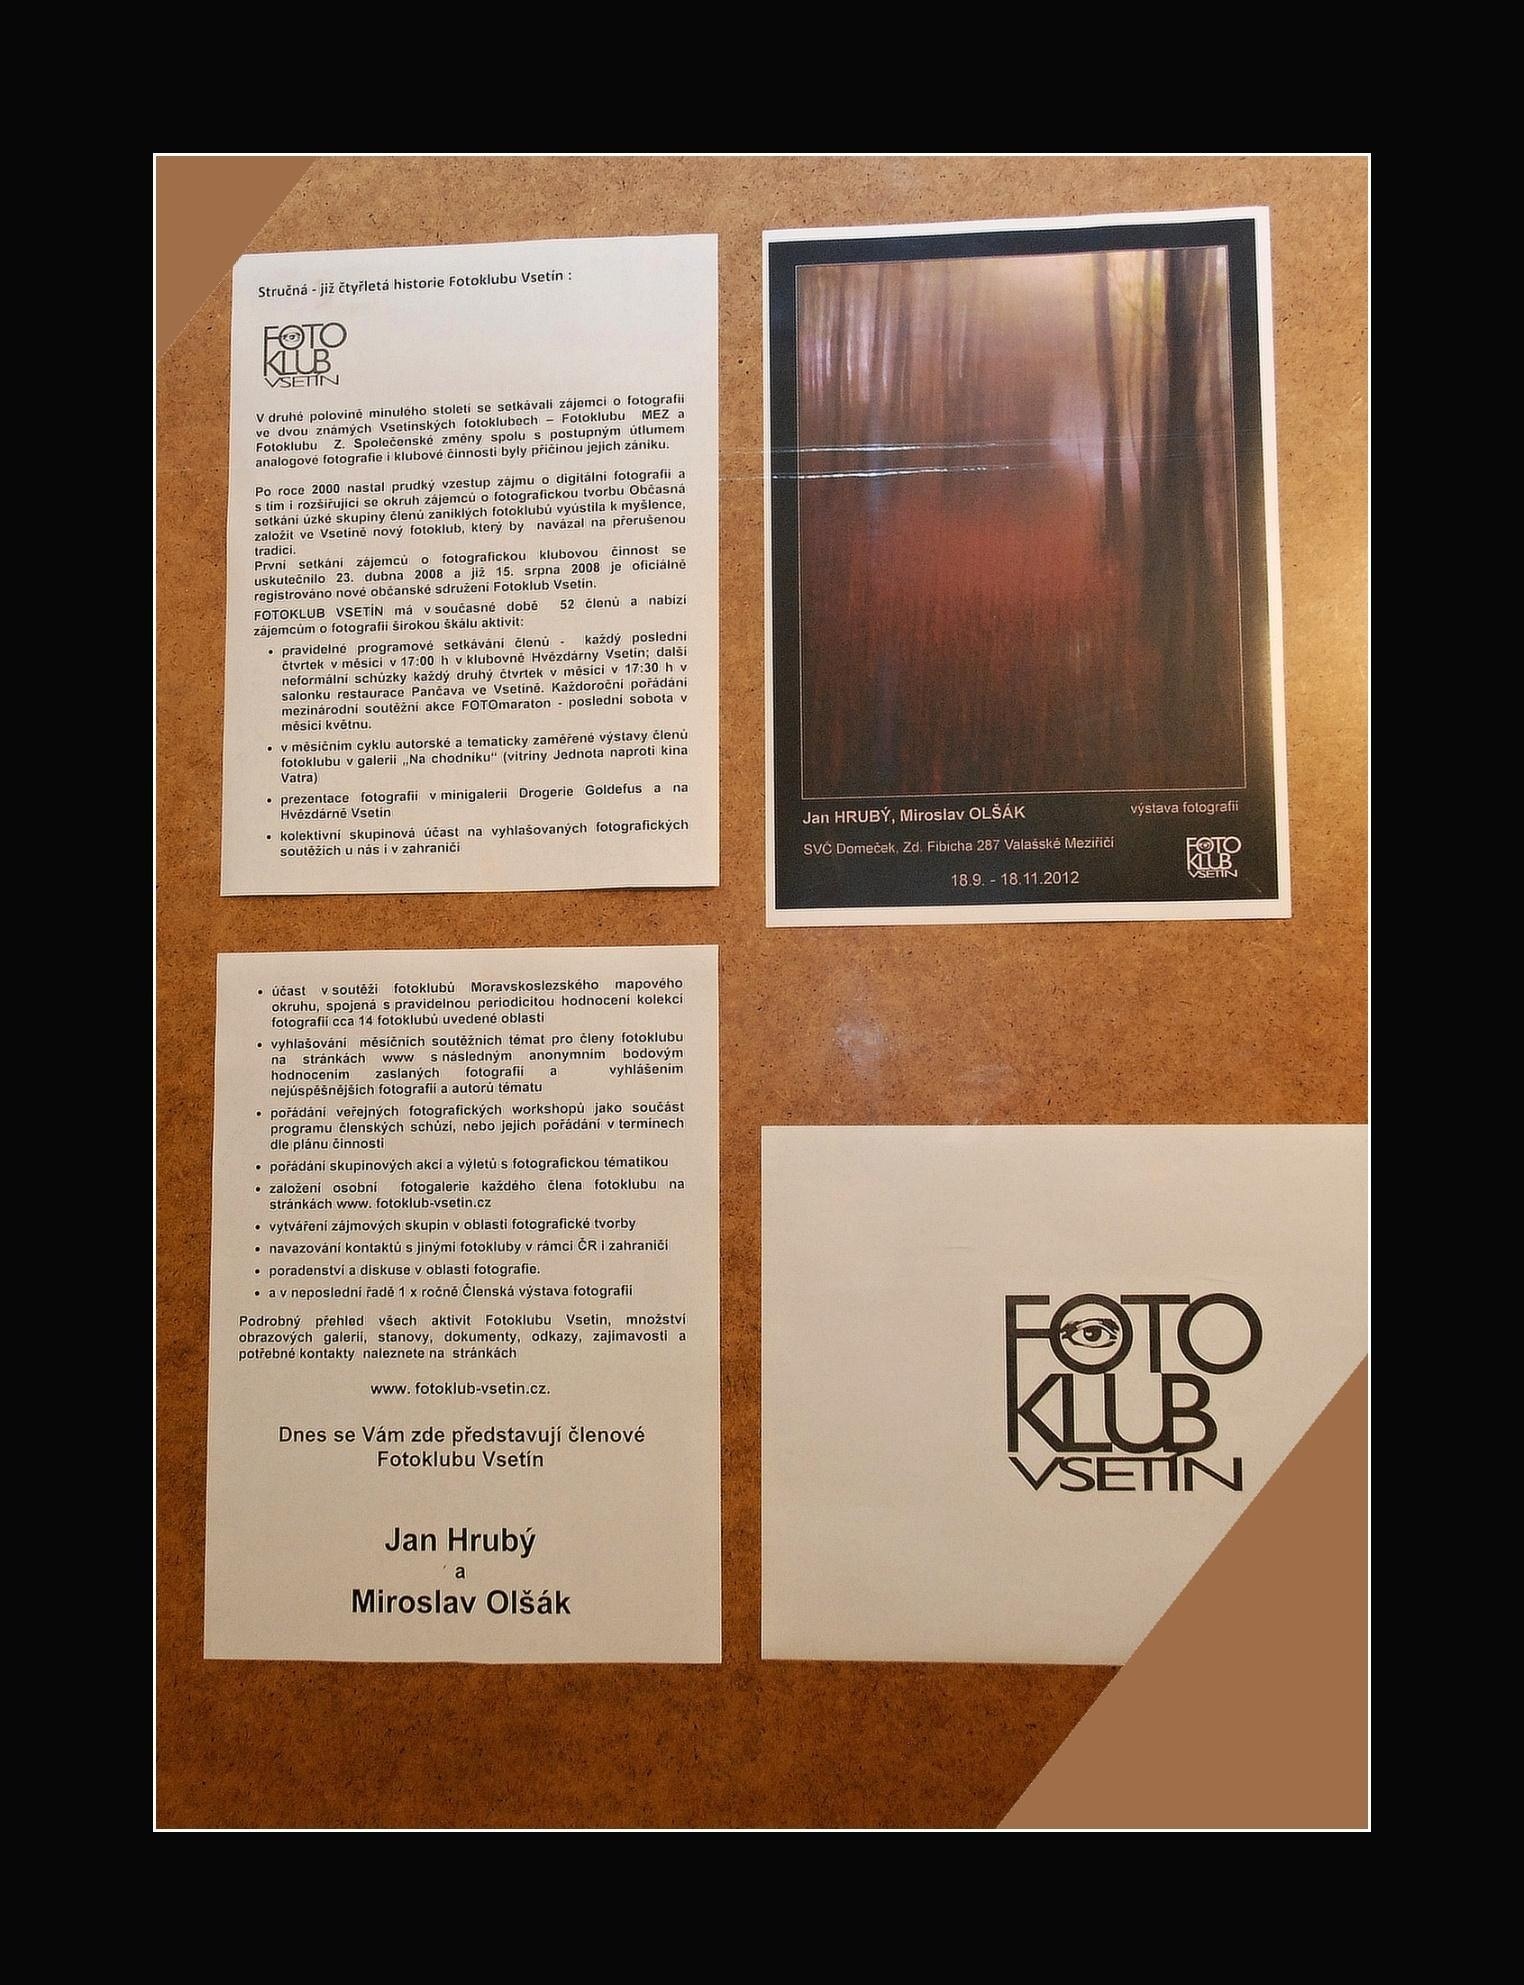 Stručná - již čtyřletá historie Fotoklubu Vsetín :
FOTO
KLUB
VSETÍN
V druhé polovině minulého století se setkávali zájemci o fotografii
ve dvou známých Vsetínských fotoklubech – Fotoklubu MEZ a
Fotoklubu Z. Společenské změny spolu s postupným útlumem
analogové fotografie i klubové činnosti byly příčinou jejich zániku.
Po roce 2000 nastal prudký vzestup zájmu o digitální fotografii a
s tím i rozšiřující se okruh zájemců o fotografickou tvorbu Občasná
setkání úzké skupiny členů zaniklých fotoklubů vyústila k myšlence,
založit ve Vsetíně nový fotoklub, který by navázal na přerušenou
tradici.
První setkání zájemců o fotografickou klubovou činnost se
uskutečnilo 23. dubna 2008 a již 15. srpna 2008 je oficiálně
registrováno nové občanské sdružení Fotoklub Vsetín.
FOTOKLUB VSETÍN má v současné době 52 členů a nabízí
zájemcům o fotografii širokou škálu aktivit:
• pravidelné programové setkávání členů - každý poslední
čtvrtek v měsíci v 17:00 h v klubovně Hvězdárny Vsetín; další
neformální schůzky každý druhý čtvrtek v měsíci v 17:30 h v
salonku restaurace Pančava ve Vsetíně. Každoroční pořádání
mezinárodní soutěžní akce FOTOmaraton - poslední sobota v
měsíci květnu.
• v měsíčním cyklu autorské a tematicky zaměřené výstavy členů
fotoklubu v galerii „Na chodníku“ (vitríny Jednota naproti kina
Vatra)
• prezentace fotografií v minigalerii Drogerie Goldefus a na
Hvězdárně Vsetín
• kolektivní skupinová účast na vyhlašovaných fotografických
soutěžích u nás i v zahraničí
Jan HRUBÝ, Miroslav OLŠÁK výstava fotografií
SVČ Domeček, Zd. Fibicha 287 Valašské Meziříčí
18.9. - 18.11.2012
FOTO
KLUB
VSETÍN
• účast v soutěži fotoklubů Moravskoslezského mapového
okruhu, spojená s pravidelnou periodicitou hodnocení kolekcí
fotografií cca 14 fotoklubů uvedené oblasti
• vyhlašování měsíčních soutěžních témat pro členy fotoklubu
na stránkách www s následným anonymním bodovým
hodnocením zaslaných fotografií a vyhlášením
nejúspěšnějších fotografií a autorů tématu
• pořádání veřejných fotografických workshopů jako součást
programu členských schůzí, nebo jejich pořádání v termínech
dle plánu činnosti
• pořádání skupinových akcí a výletů s fotografickou tématikou
• založení osobní fotogalerie každého člena fotoklubu na
stránkách www. fotoklub-vsetin.cz
• vytváření zájmových skupin v oblasti fotografické tvorby
• navazování kontaktů s jinými fotokluby v rámci ČR i zahraničí
• poradenství a diskuse v oblasti fotografie.
• a v neposlední řadě 1 x ročně Členská výstava fotografií
Podrobný přehled všech aktivit Fotoklubu Vsetín, množství
obrazových galerií, stanovy, dokumenty, odkazy, zajímavosti a
potřebné kontakty naleznete na stránkách
www. fotoklub-vsetin.cz.
Dnes se Vám zde představují členové
Fotoklubu Vsetín
Jan Hrubý
a
Miroslav Olšák
FOTO
KLUB
VSETÍN